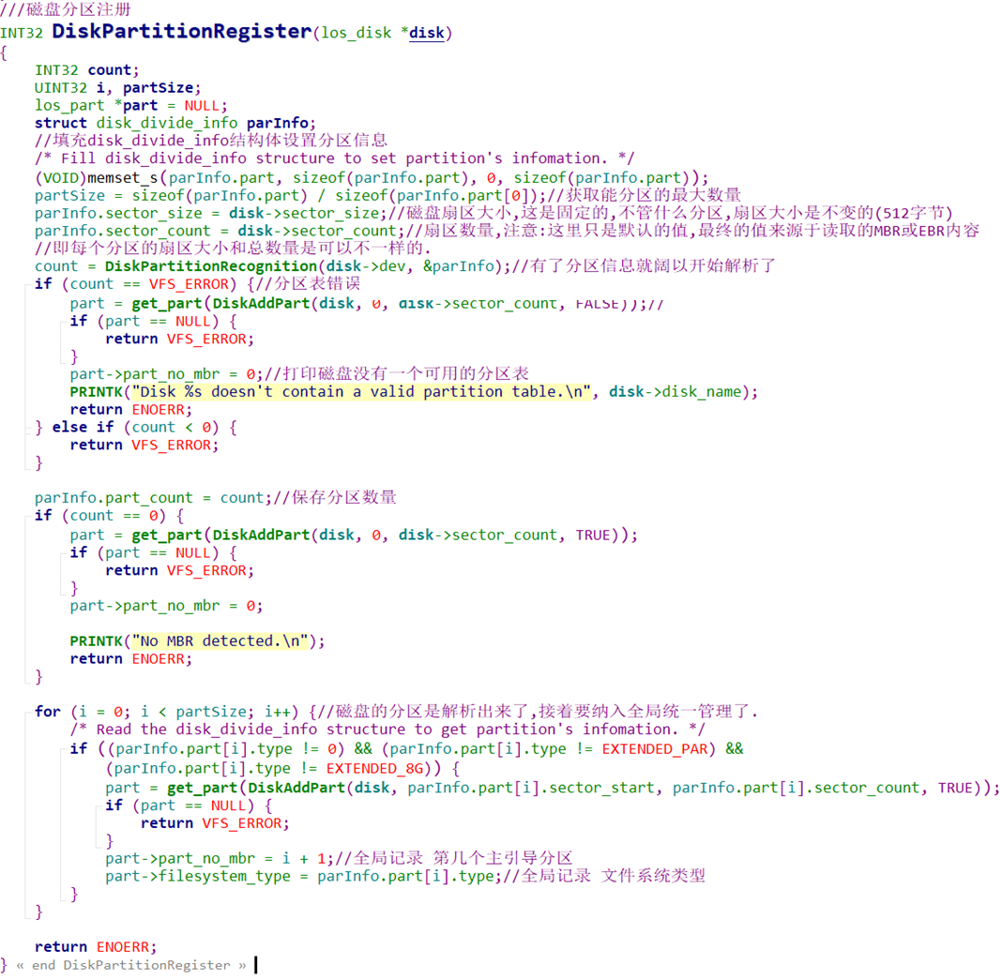 ///磁盘分区注册
INT32 DiskPartitionRegister(los_disk *disk)
{
    INT32 count;
    UINT32 i, partSize;
    los_part *part = NULL;
    struct disk_divide_info parInfo;
    //填充disk_divide_info结构体设置分区信息
    /* Fill disk_divide_info structure to set partition's infomation. */
    (VOID)memset_s(parInfo.part, sizeof(parInfo.part), 0, sizeof(parInfo.part));
    partSize = sizeof(parInfo.part) / sizeof(parInfo.part[0]);//获取能分区的最大数量
    parInfo.sector_size = disk->sector_size;//磁盘扇区大小,这是固定的,不管什么分区,扇区大小是不变的(512字节)
    parInfo.sector_count = disk->sector_count;//扇区数量,注意:这里只是默认的值,最终的值来源于读取的MBR或EBR内容
    //即每个分区的扇区大小和总数量是可以不一样的.
    count = DiskPartitionRecognition(disk->dev, &parInfo);//有了分区信息就阔以开始解析了
    if (count == VFS_ERROR) {//分区表错误
        part = get_part(DiskAddPart(disk, 0, disk->sector_count, FALSE));//
        if (part == NULL) {
            return VFS_ERROR;
        }
        part->part_no_mbr = 0;//打印磁盘没有一个可用的分区表
        PRINTK("Disk %s doesn't contain a valid partition table.\n", disk->disk_name);
        return ENOERR;
    } else if (count < 0) {
        return VFS_ERROR;
    }

    parInfo.part_count = count;//保存分区数量
    if (count == 0) {
        part = get_part(DiskAddPart(disk, 0, disk->sector_count, TRUE));
        if (part == NULL) {
            return VFS_ERROR;
        }
        part->part_no_mbr = 0;

        PRINTK("No MBR detected.\n");
        return ENOERR;
    }

    for (i = 0; i < partSize; i++) {//磁盘的分区是解析出来了,接着要纳入全局统一管理了.
        /* Read the disk_divide_info structure to get partition's infomation. */
        if ((parInfo.part[i].type != 0) && (parInfo.part[i].type != EXTENDED_PAR) &&
            (parInfo.part[i].type != EXTENDED_8G)) {
            part = get_part(DiskAddPart(disk, parInfo.part[i].sector_start, parInfo.part[i].sector_count, TRUE));
            if (part == NULL) {
                return VFS_ERROR;
            }
            part->part_no_mbr = i + 1;//全局记录 第几个主引导分区
            part->filesystem_type = parInfo.part[i].type;//全局记录 文件系统类型
        }
    }

    return ENOERR;
} « end DiskPartitionRegister »